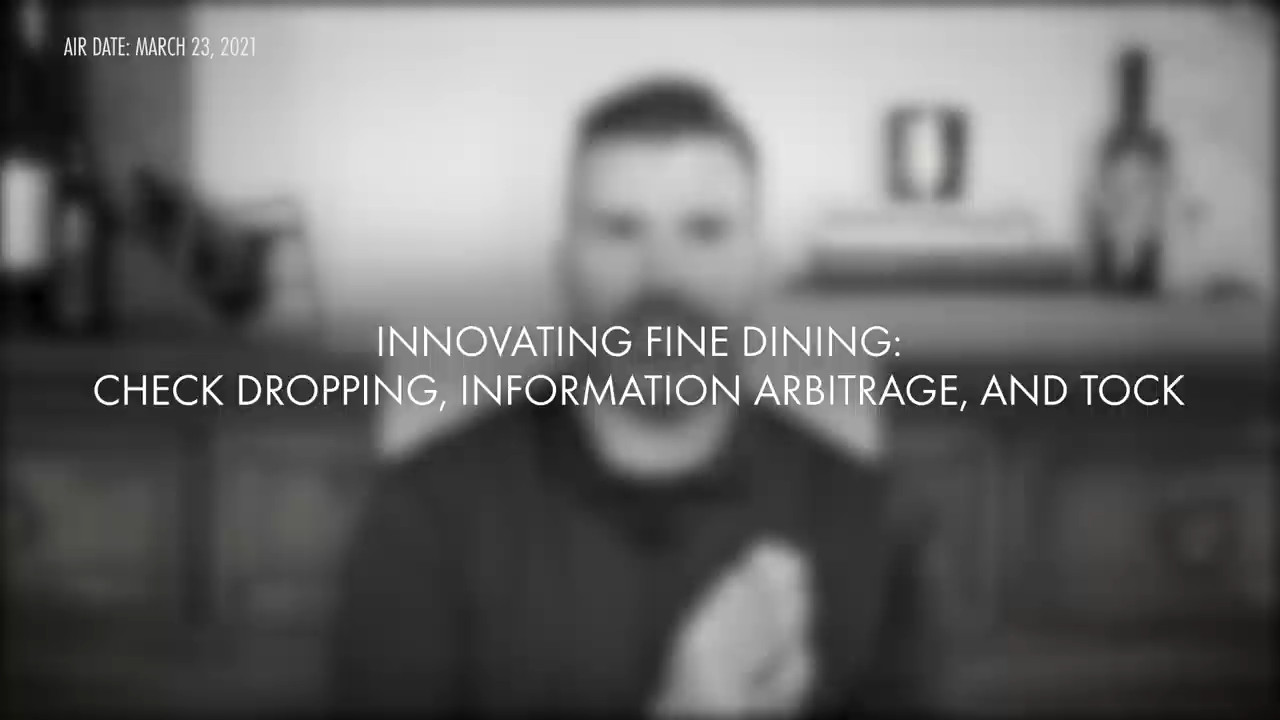 AIR DATE: MARCH 23, 2021
INNOVATING FINE DINING:
CHECK DROPPING, INFORMATION ARBITRAGE, AND TOCK